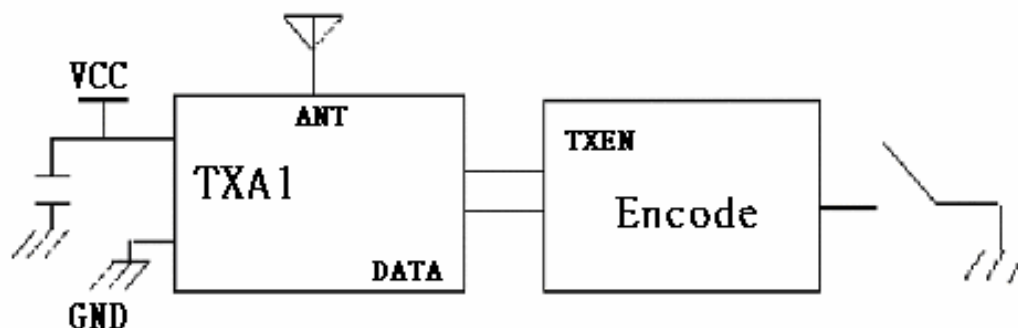 VCC
ANT
TXA1
TXEN
Encode
DATA
GND